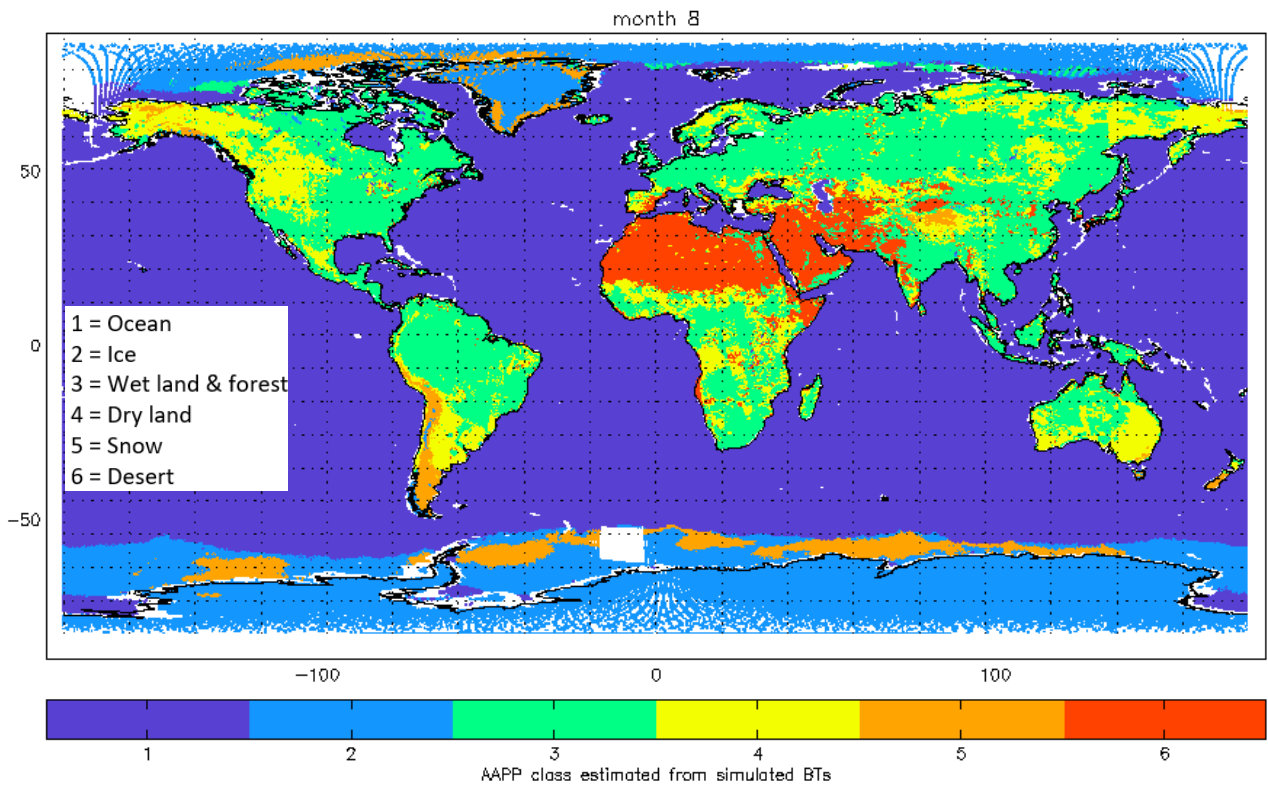 month 8
50
0
−50
1 = Ocean
2 = Ice
3 = Wet land & forest
4 = Dry land
5 = Snow
6 = Desert
−100 0 100
1 2 3 4 5 6
AAPP class estimated from simulated BTs